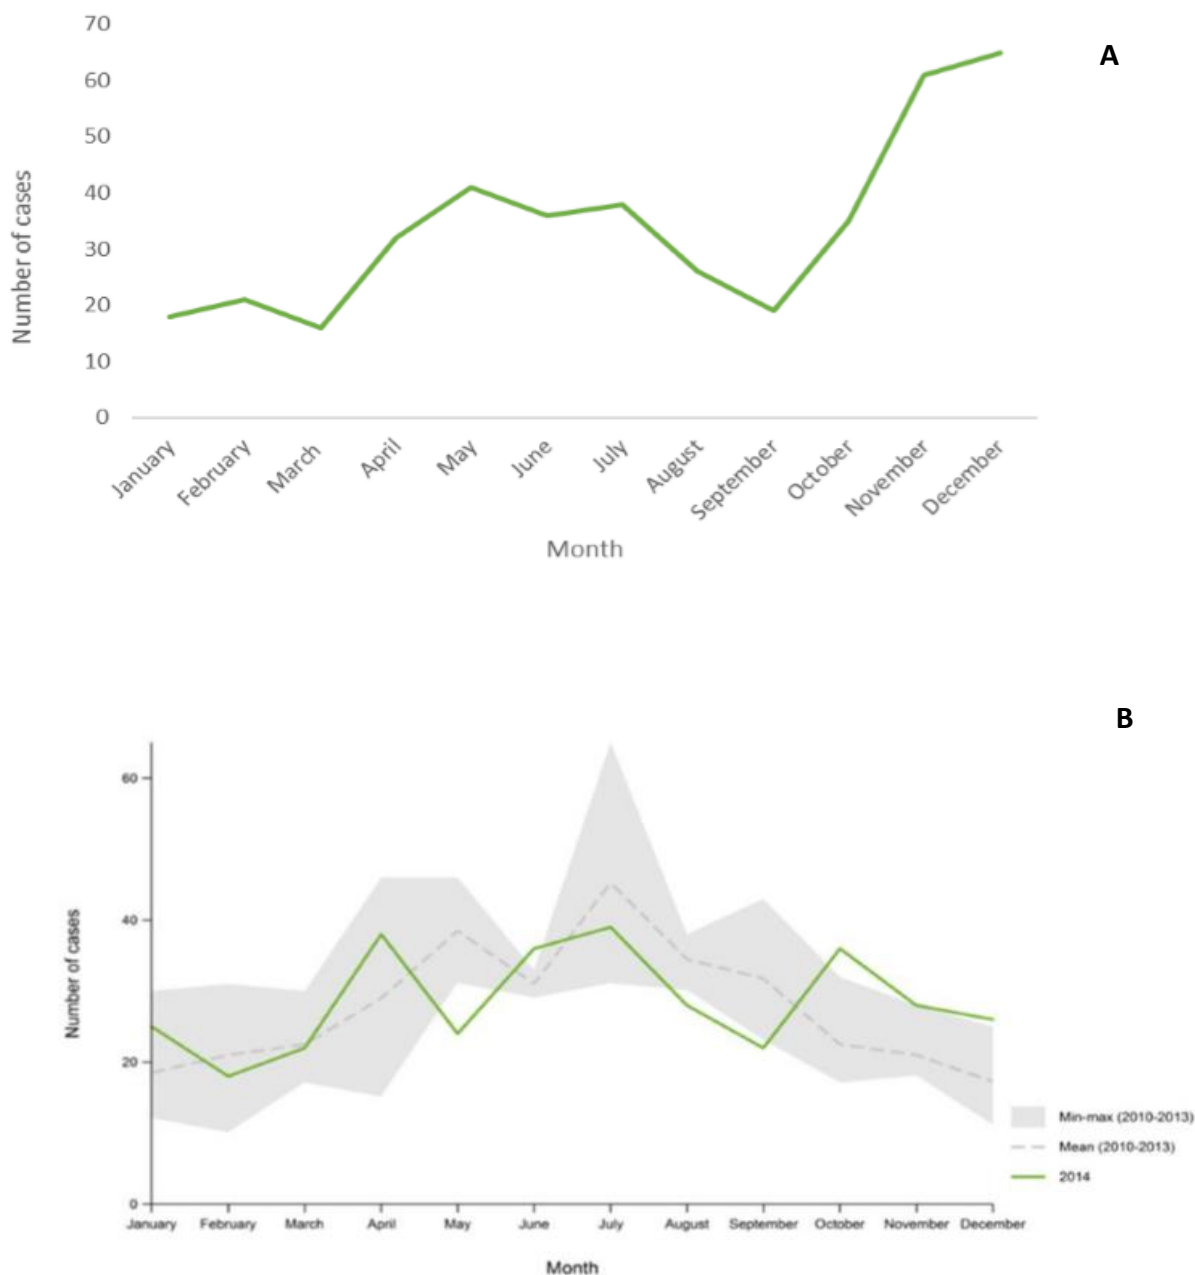 A
70
60
50
40
30
20
10
0
Number of cases
January
February
March
April
May
June
July
August
September
October
November
December
Month
B
60
40
20
0
Number of cases
January February March April May June July August September October November December
Month
Min-max (2010-2013)
Mean (2010-2013)
2014